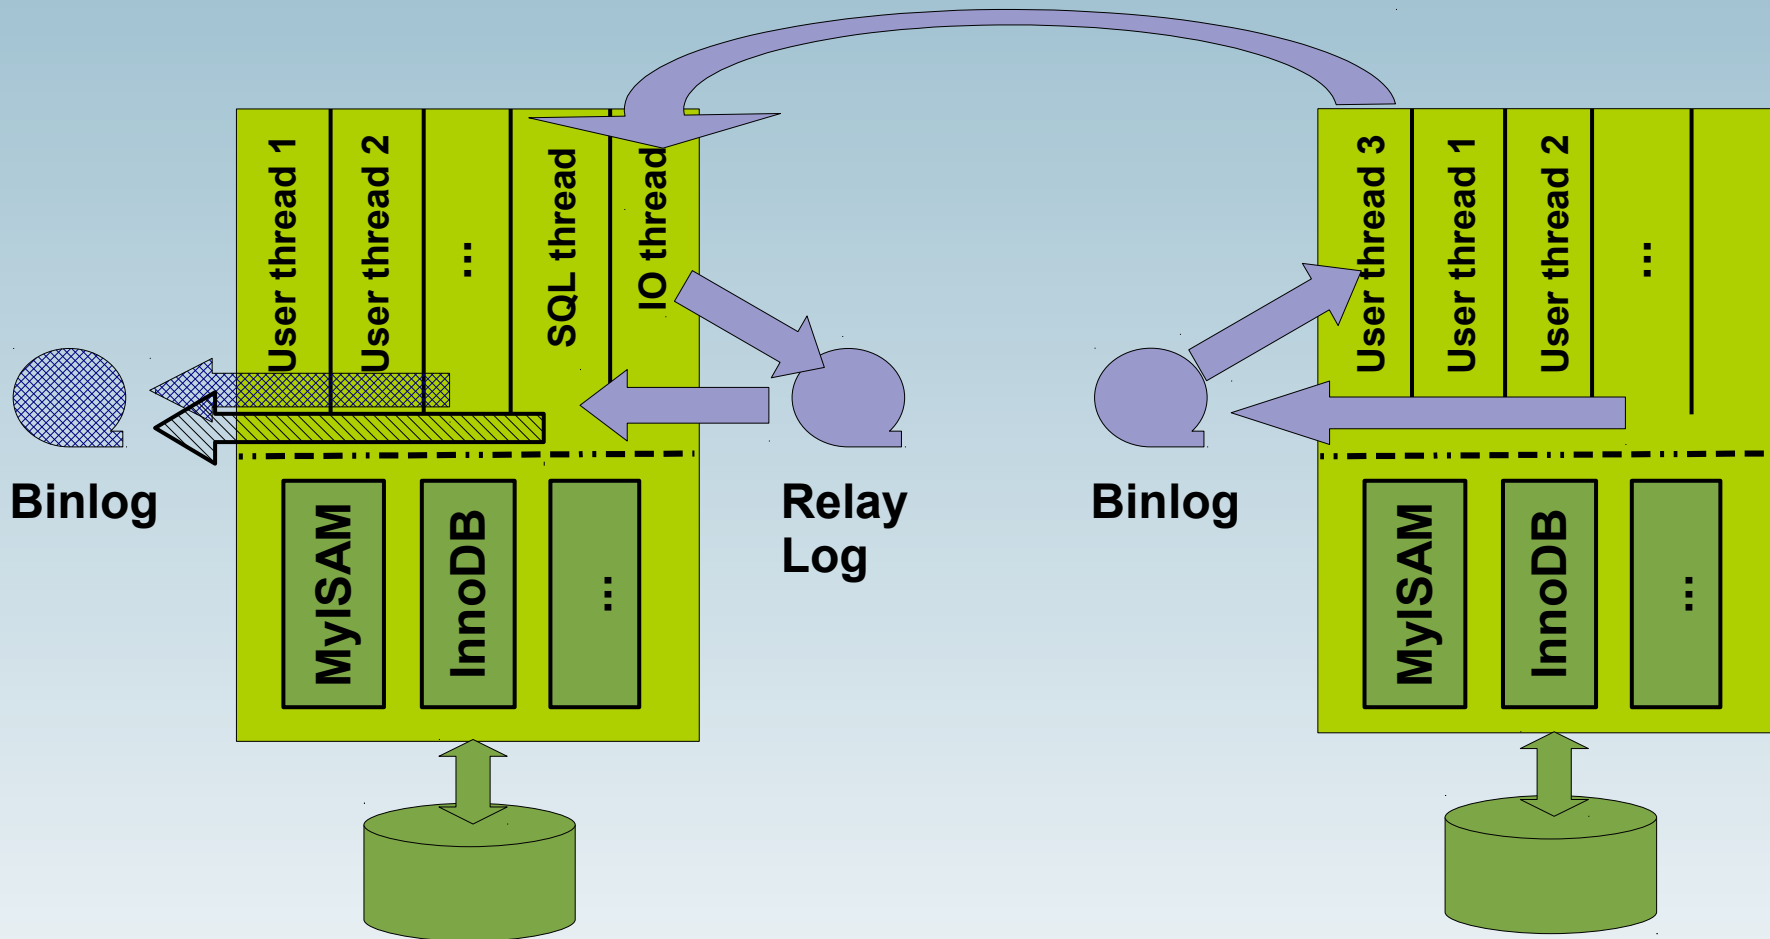 User thread 1
User thread 2
...
SQL thread
IO thread
User thread 3
User thread 1
User thread 2
...
Binlog
Relay
Log
Binlog
MyISAM
InnoDB
...
MyISAM
InnoDB
...